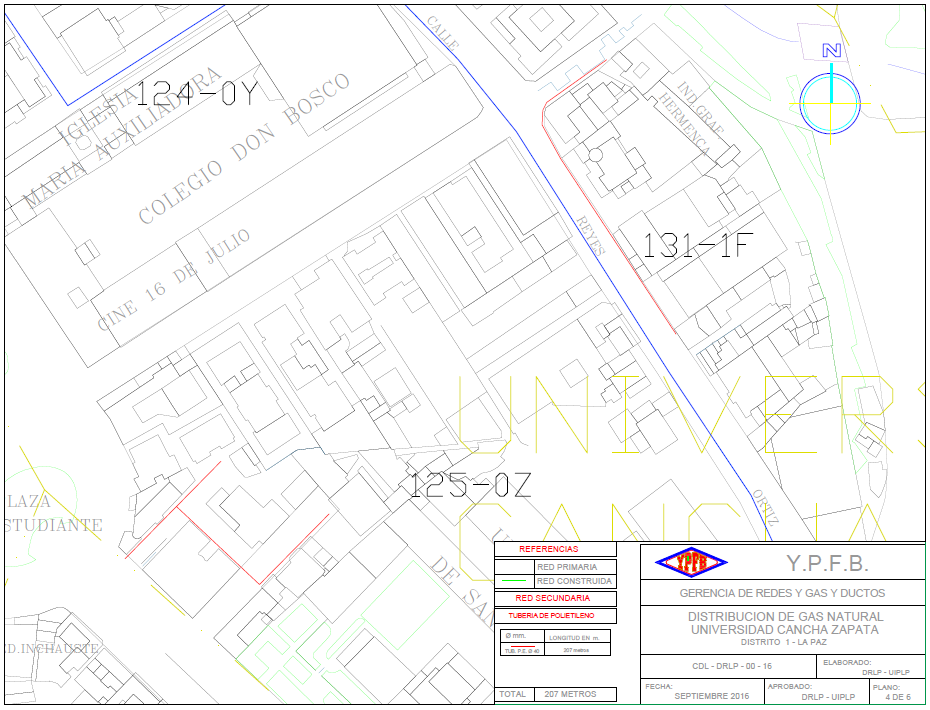 CALLE
N
124-0Y
IGLESIA
MARIA AUXILIADORA
COLEGIO DON BOSCO
IND.GRAF
HERMENCA
REYES
131-1F
CINE 16 DE JULIO
UNIVER
125-0Z
LAZA
STUDIANTE
ORTIZ
DE SA
ED.INCHAUSTE
REFERENCIAS
RED PRIMARIA
RED CONSTRUIDA
RED SECUNDARIA
TUBERIA DE POLIETILENO
Ø mm. LONGITUD EN m.
TUB. P.E. Ø 40 207 metros
TOTAL 207 METROS
YPFB
Y.P.F.B.
GERENCIA DE REDES Y GAS Y DUCTOS
DISTRIBUCION DE GAS NATURAL
UNIVERSIDAD CANCHA ZAPATA
DISTRITO 1 - LA PAZ
CDL - DRLP - 00 - 16
ELABORADO:
DRLP - UIPLP
FECHA:
SEPTIEMBRE 2016
APROBADO:
DRLP - UIPLP
PLANO:
4 DE 6